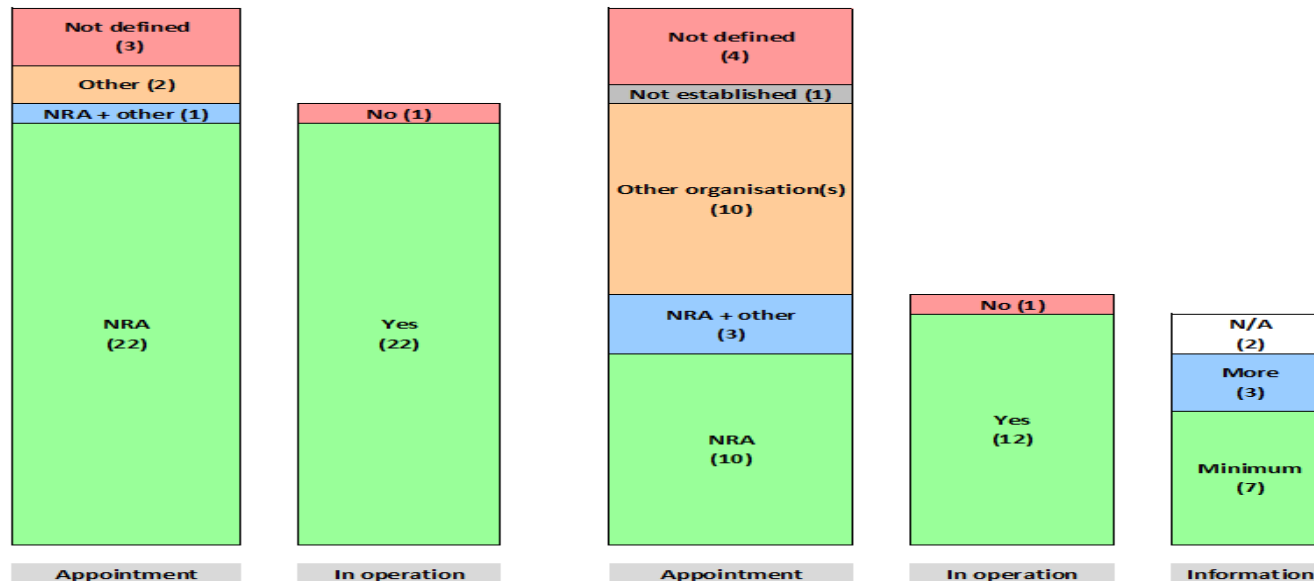 Not defined
(3)
Other (2)
NRA + other (1)
NRA
(22)
Appointment
No (1)
Yes
(22)
In operation
Not defined
(4)
Not established (1)
Other organisation(s)
(10)
NRA + other
(3)
NRA
(10)
Appointment
No (1)
Yes
(12)
In operation
N/A
(2)
More
(3)
Minimum
(7)
Information